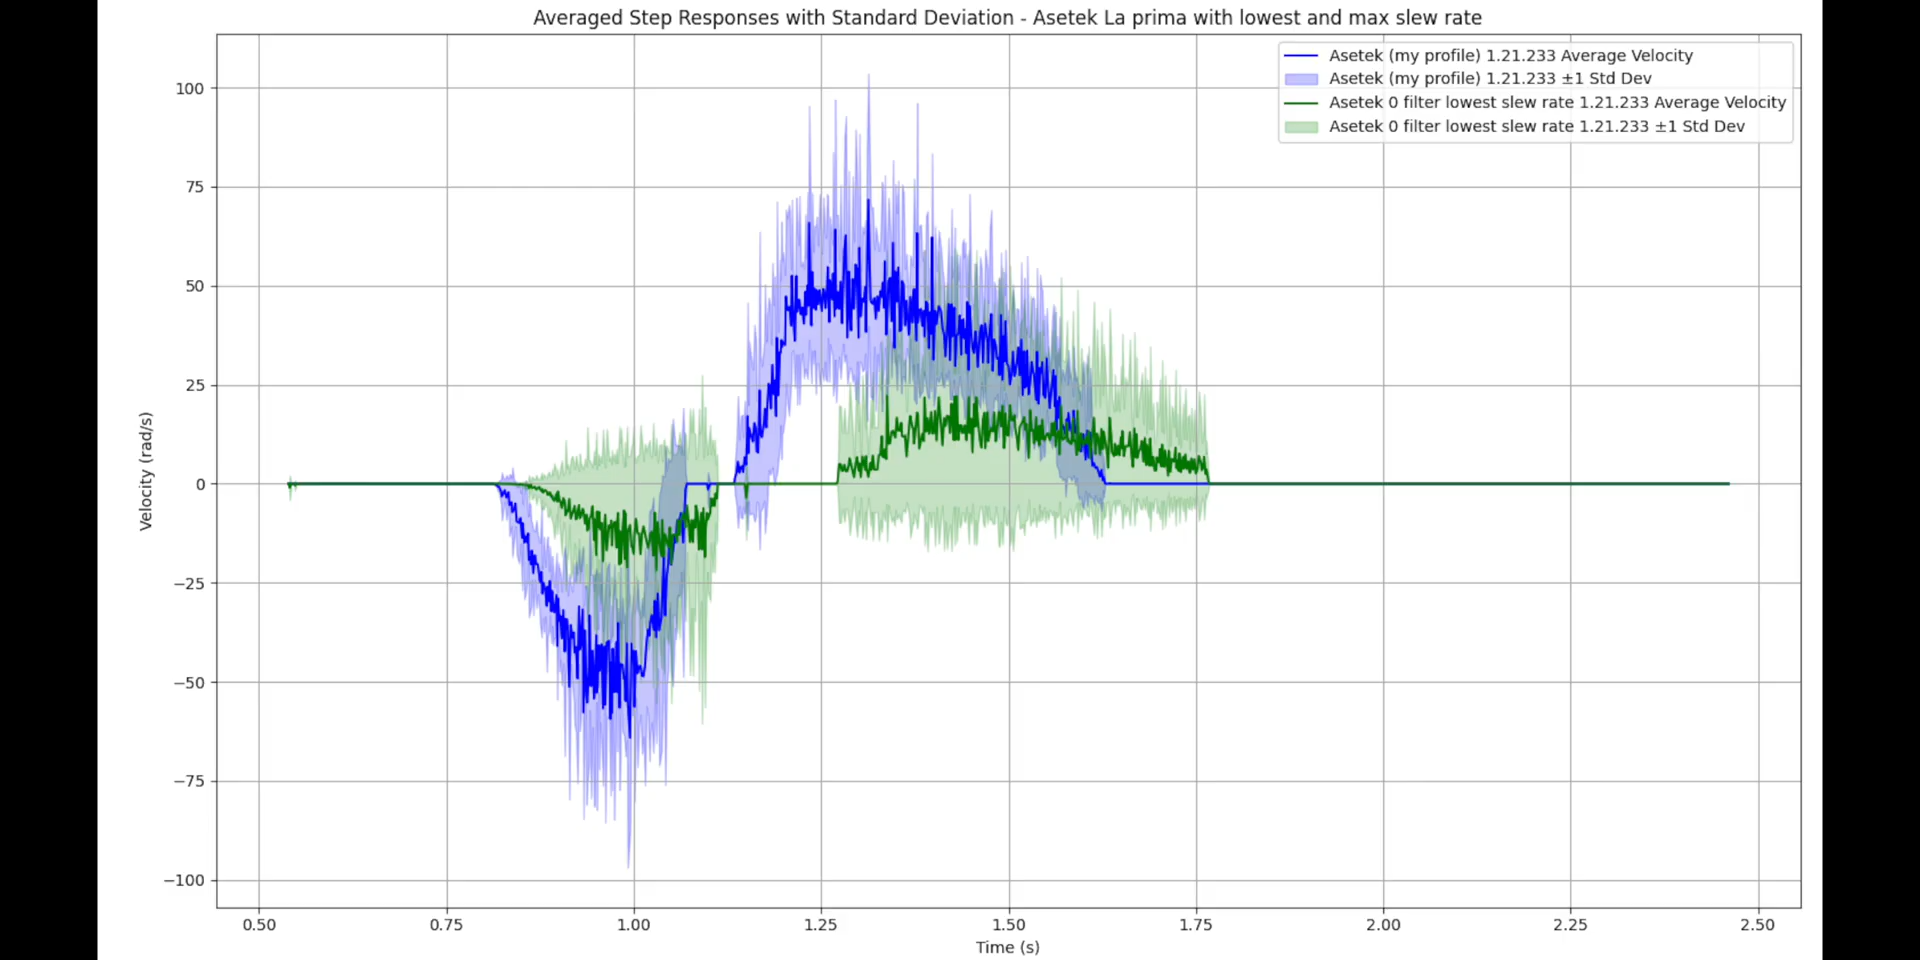 Averaged Step Responses with Standard Deviation - Asetek La prima with lowest and max slew rate
Asetek (my profile) 1.21.233 Average Velocity
Asetek (my profile) 1.21.233 ±1 Std Dev
Asetek 0 filter lowest slew rate 1.21.233 Average Velocity
Asetek 0 filter lowest slew rate 1.21.233 ±1 Std Dev
Velocity (rad/s)
100
75
50
25
0
−25
−50
−75
−100
0.50 0.75 1.00 1.25 1.50 1.75 2.00 2.25 2.50
Time (s)